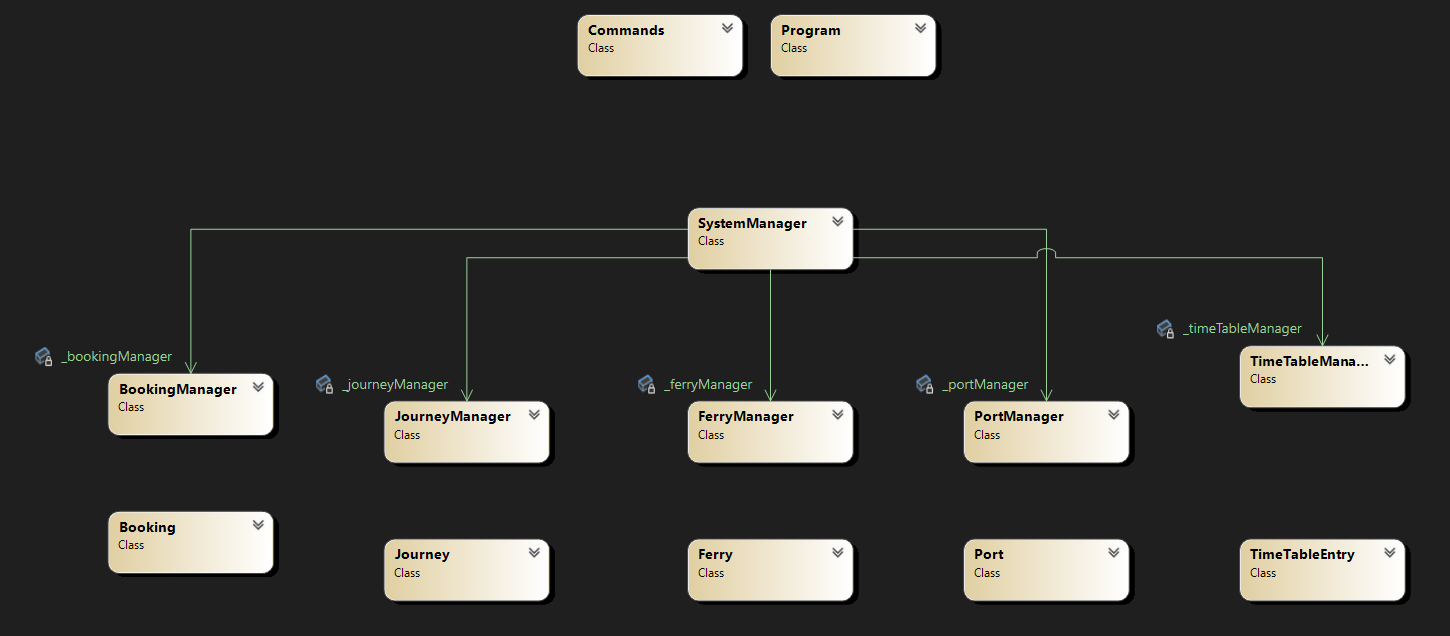 Commands
Class
Program
Class
SystemManager
Class
_bookingManager
BookingManager
Class
_journeyManager
JourneyManager
Class
_ferryManager
FerryManager
Class
_portManager
PortManager
Class
_timeTableManager
TimeTableMana...
Class
Booking
Class
Journey
Class
Ferry
Class
Port
Class
TimeTableEntry
Class